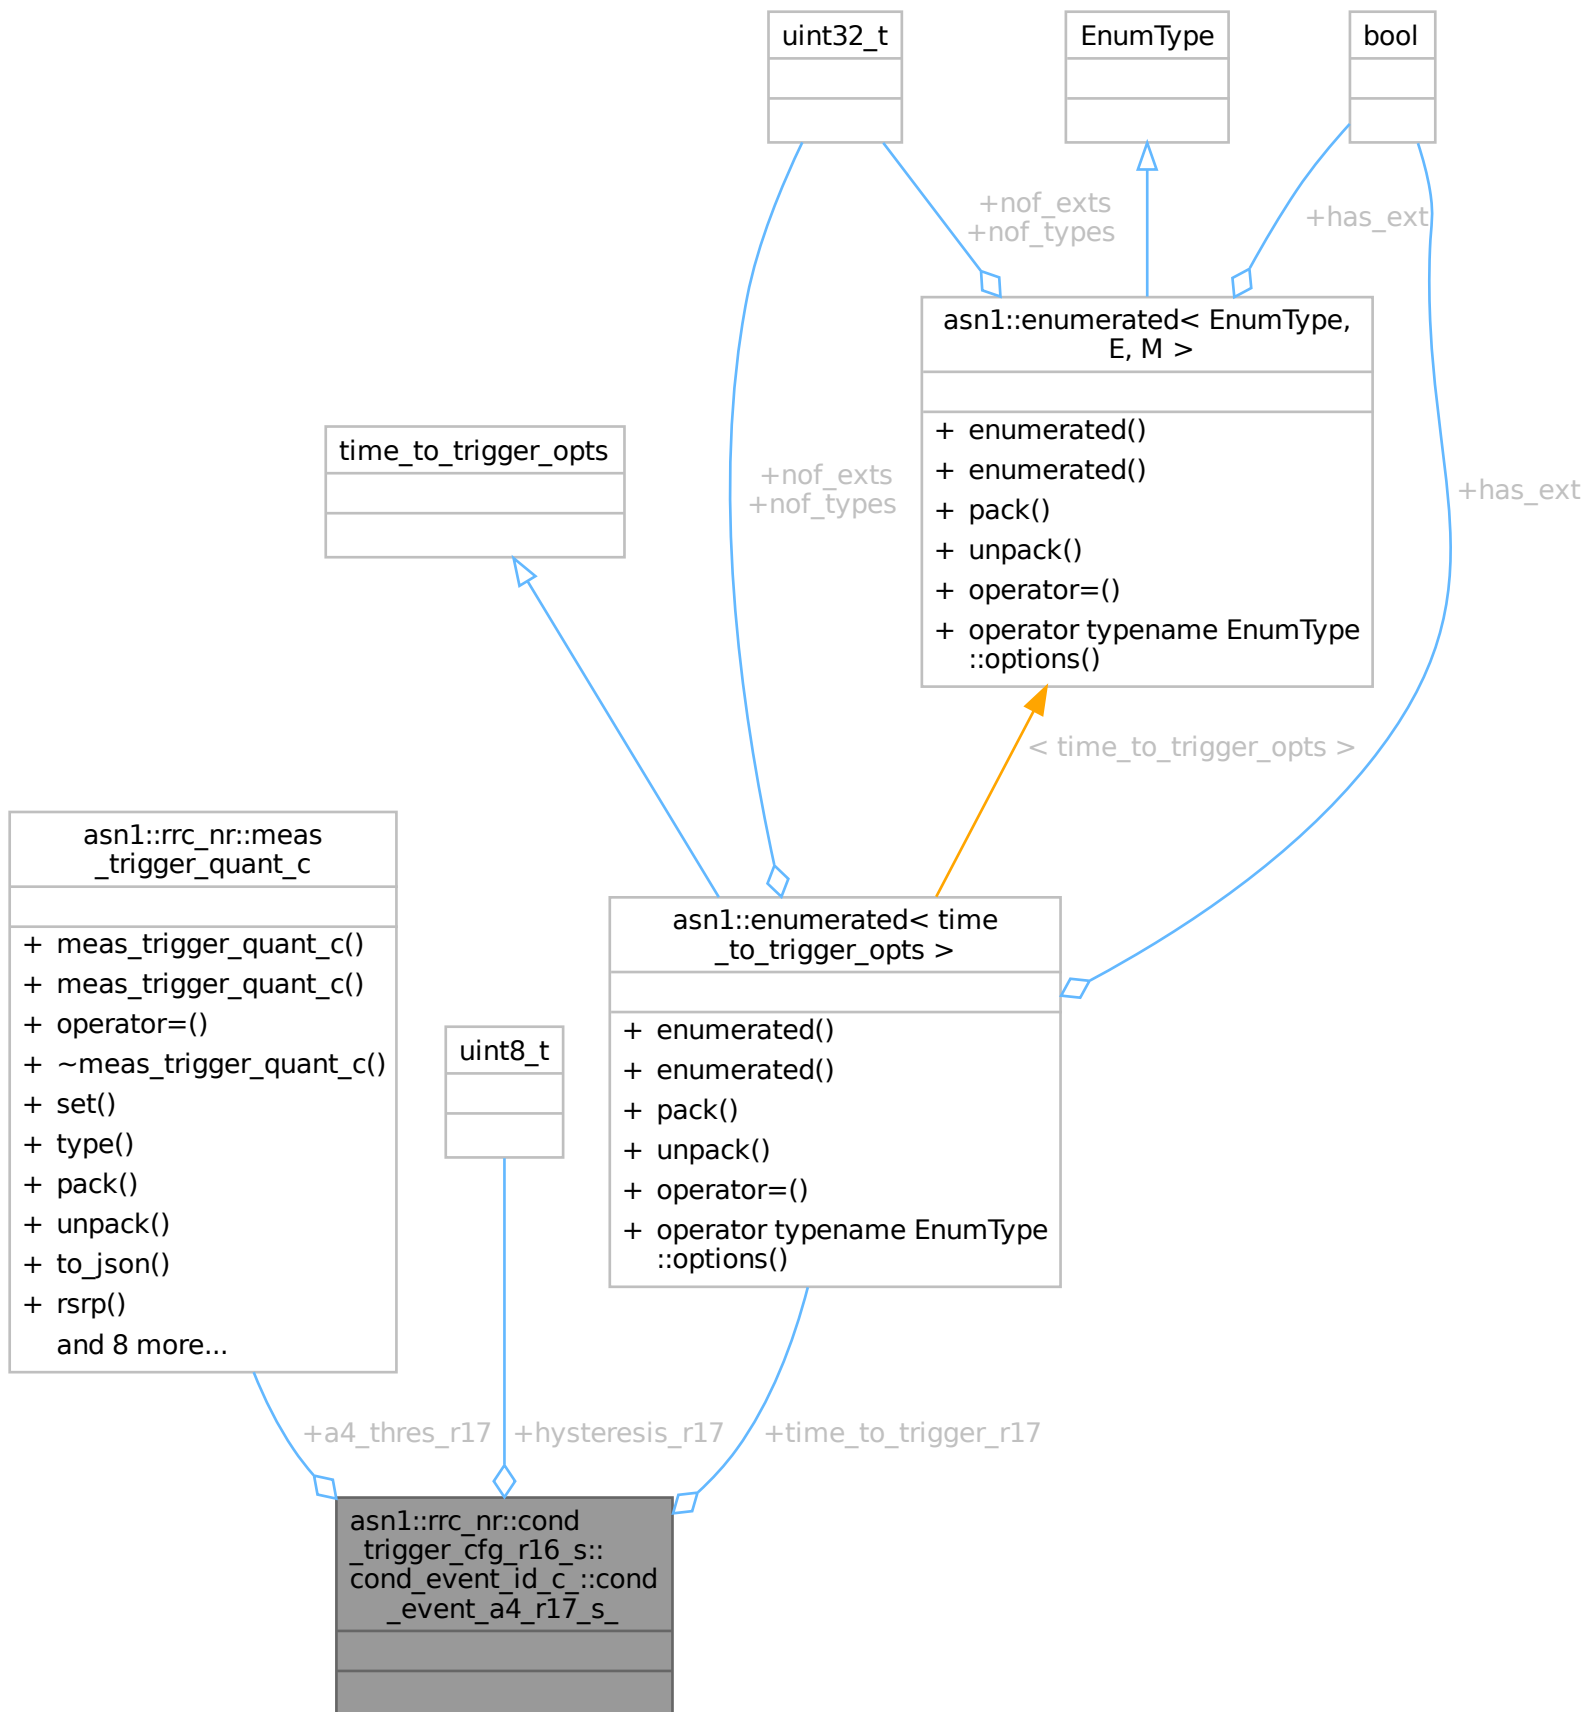 uint32_t
EnumType
bool
+nof_exts
+nof_types
+has_ext
asn1::enumerated< EnumType,
E, M >
+ enumerated()
+ enumerated()
+ pack()
+ unpack()
+ operator=()
+ operator typename EnumType
::options()
time_to_trigger_opts
+nof_exts
+nof_types
+has_ext
< time_to_trigger_opts >
asn1::rrc_nr::meas
_trigger_quant_c
+ meas_trigger_quant_c()
+ meas_trigger_quant_c()
+ operator=()
+ ~meas_trigger_quant_c()
+ set()
+ type()
+ pack()
+ unpack()
+ to_json()
+ rsrp()
and 8 more...
uint8_t
asn1::enumerated< time
_to_trigger_opts >
+ enumerated()
+ enumerated()
+ pack()
+ unpack()
+ operator=()
+ operator typename EnumType
::options()
+a4_thres_r17
+hysteresis_r17
+time_to_trigger_r17
asn1::rrc_nr::cond
_trigger_cfg_r16_s::
cond_event_id_c_::cond
_event_a4_r17_s_